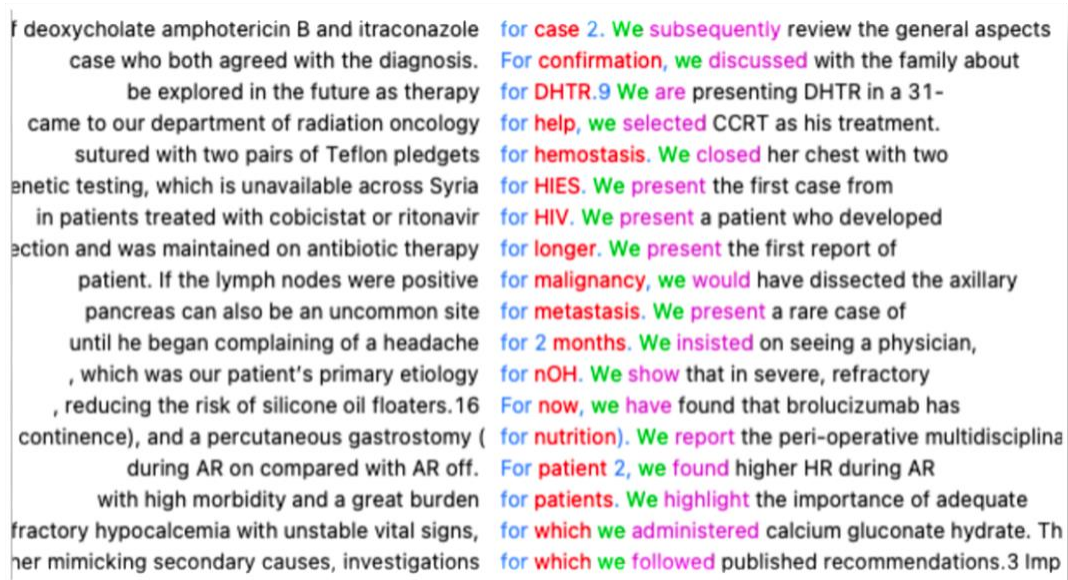 f deoxycholate amphotericin B and itraconazole for case 2. We subsequently review the general aspects
case who both agreed with the diagnosis. For confirmation, we discussed with the family about
be explored in the future as therapy for DHTR.9 We are presenting DHTR in a 31-
came to our department of radiation oncology for help, we selected CCRT as his treatment.
sutured with two pairs of Teflon pledgets for hemostasis. We closed her chest with two
enetic testing, which is unavailable across Syria for HIES. We present the first case from
in patients treated with cobicistat or ritonavir for HIV. We present a patient who developed
ection and was maintained on antibiotic therapy for longer. We present the first report of
patient. If the lymph nodes were positive for malignancy, we would have dissected the axillary
pancreas can also be an uncommon site for metastasis. We present a rare case of
until he began complaining of a headache for 2 months. We insisted on seeing a physician,
, which was our patient's primary etiology for nOH. We show that in severe, refractory
, reducing the risk of silicone oil floaters.16 For now, we have found that brolucizumab has
continence), and a percutaneous gastrostomy ( for nutrition). We report the peri-operative multidisciplina
during AR on compared with AR off. For patient 2, we found higher HR during AR
with high morbidity and a great burden for patients. We highlight the importance of adequate
fractory hypocalcemia with unstable vital signs, for which we administered calcium gluconate hydrate. Th
her mimicking secondary causes, investigations for which we followed published recommendations.3 Imp